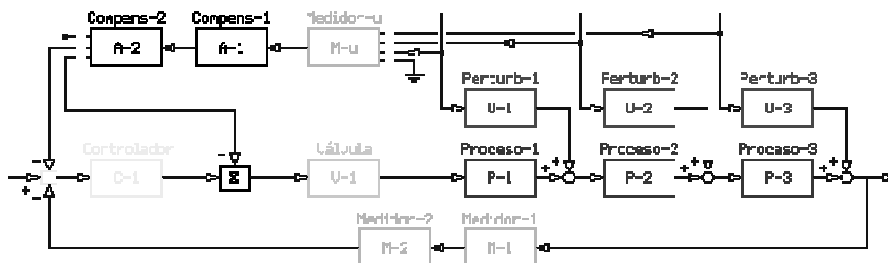 Compens-2 Compens-1 Medidor-u
A-2 A-1 M-u
Perturb-1 Perturb-2 Perturb-3
U-1 U-2 U-3
Controlador Válvula Proceso-1 Proceso-2 Proceso-3
C-1 Σ V-1 P-1 P-2 P-3
Medidor-2 Medidor-1
M-2 M-1